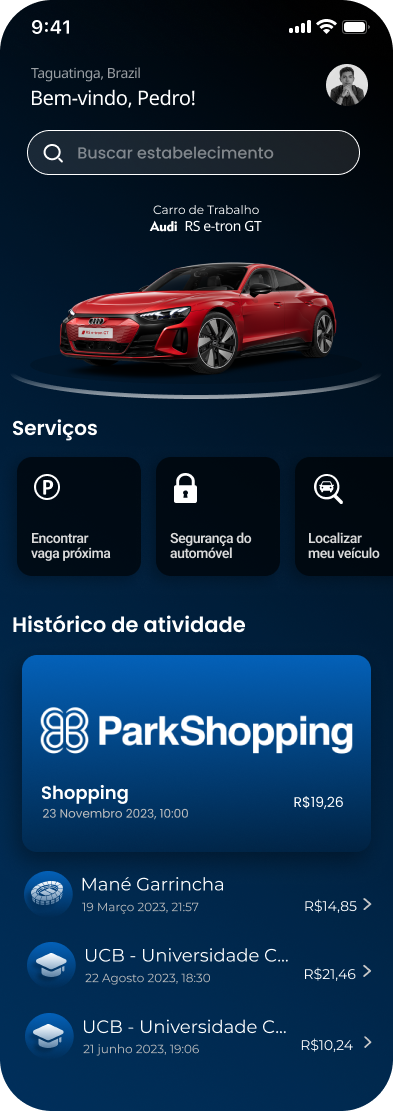 9:41
Taguatinga, Brazil
Bem-vindo, Pedro!
Buscar estabelecimento
Carro de Trabalho
Audi RS e-tron GT
RS e-tron GT
Serviços
Encontrar
vaga próxima
Segurança do
automóvel
Localizar
meu veículo
Histórico de atividade
ParkShopping
Shopping
23 Novembro 2023, 10:00
R$19,26
Mané Garrincha
19 Março 2023, 21:57
R$14,85
UCB - Universidade C...
22 Agosto 2023, 18:30
R$21,46
UCB - Universidade C...
21 junho 2023, 19:06
R$10,24